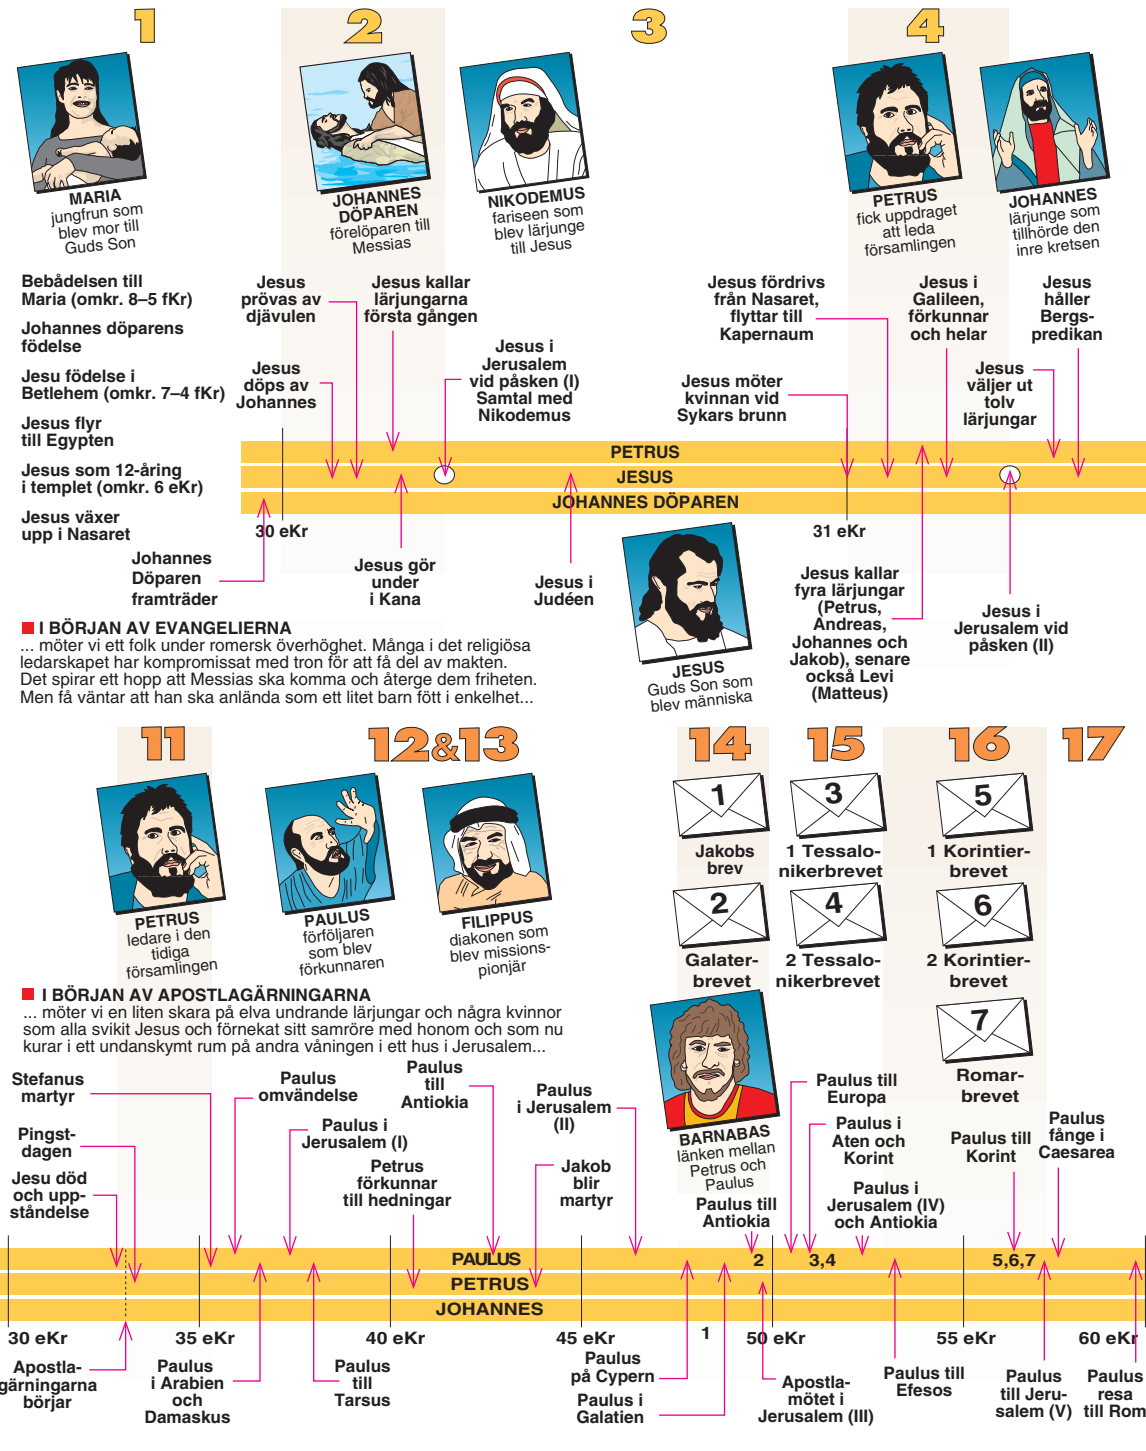 1
2
3
4
MARIA
jungfrun som
blev mor till
Guds Son
JOHANNES
DÖPAREN
förelöparen till
Messias
NIKODEMUS
fariseen som
blev lärjunge
till Jesus
PETRUS
fick uppdraget
att leda
församlingen
JOHANNES
lärjunge som
tillhörde den
inre kretsen
Bebådelsen till
Maria (omkr. 8–5 fKr)
Johannes döparens
födelse
Jesu födelse i
Betlehem (omkr. 7–4 fKr)
Jesus flyr
till Egypten
Jesus som 12-åring
i templet (omkr. 6 eKr)
Jesus växer
upp i Nasaret
Johannes
Döparen
framträder
Jesus
prövas av
djävulen
Jesus
döps av
Johannes
Jesus kallar
lärjungarna
första gången
Jesus i
Jerusalem
vid påsken (I)
Samtal med
Nikodemus
Jesus fördrivs
från Nasaret,
flyttar till
Kapernaum
Jesus möter
kvinnan vid
Sykars brunn
Jesus i
Galileen,
förkunnar
och helar
Jesus
håller
Bergs-
predikan
Jesus
väljer ut
tolv
lärjungar
PETRUS
JESUS
JOHANNES DÖPAREN
30 eKr
31 eKr
Jesus gör
under
i Kana
Jesus i
Judéen
JESUS
Guds Son som
blev människa
Jesus kallar
fyra lärjungar
(Petrus,
Andreas,
Johannes och
Jakob), senare
också Levi
(Matteus)
Jesus i
Jerusalem vid
påsken (II)
I BÖRJAN AV EVANGELIERNA
... möter vi ett folk under romersk överhöghet. Många i det religiösa
ledarskapet har kompromissat med tron för att få del av makten.
Det spirar ett hopp att Messias ska komma och återge dem friheten.
Men få väntar att han ska anlända som ett litet barn fött i enkelhet...
11
12&13
14
15
16
17
PETRUS
ledare i den
tidiga
församlingen
PAULUS
förföljaren
som blev
förkunnaren
FILIPPUS
diakonen som
blev missions-
pionjär
1
Jakobs
brev
2
Galater-
brevet
3
1 Tessalo-
nikerbrevet
4
2 Tessalo-
nikerbrevet
5
1 Korintier-
brevet
6
2 Korintier-
brevet
7
Romar-
brevet
BARNABAS
länken mellan
Petrus och
Paulus
I BÖRJAN AV APOSTLAGÄRNINGARNA
... möter vi en liten skara på elva undrande lärjungar och några kvinnor
som alla svikit Jesus och förnekat sitt samröre med honom och som nu
kurar i ett undanskymt rum på andra våningen i ett hus i Jerusalem...
Stefanus
martyr
Pingst-
dagen
Jesu död
och upp-
ståndelse
Paulus
omvändelse
Paulus i
Jerusalem (I)
Petrus
förkunnar
till hedningar
Paulus
till
Antiokia
Paulus
i Jerusalem
(II)
Jakob
blir
martyr
Paulus till
Antiokia
Paulus till
Europa
Paulus i
Aten och
Korint
Paulus i
Jerusalem (IV)
och Antiokia
Paulus till
Korint
Paulus
fånge i
Caesarea
PAULUS
2
3,4
5,6,7
PETRUS
JOHANNES
30 eKr
35 eKr
40 eKr
45 eKr
1
50 eKr
55 eKr
60 eKr
Apostla-
gärningarna
börjar
Paulus
i Arabien
och
Damaskus
Paulus
till
Tarsus
Paulus
på Cypern
Paulus i
Galatien
Apostla-
mötet i
Jerusalem (III)
Paulus till
Efesos
Paulus
till Jeru-
salem (V)
Paulus
resa
till Rom